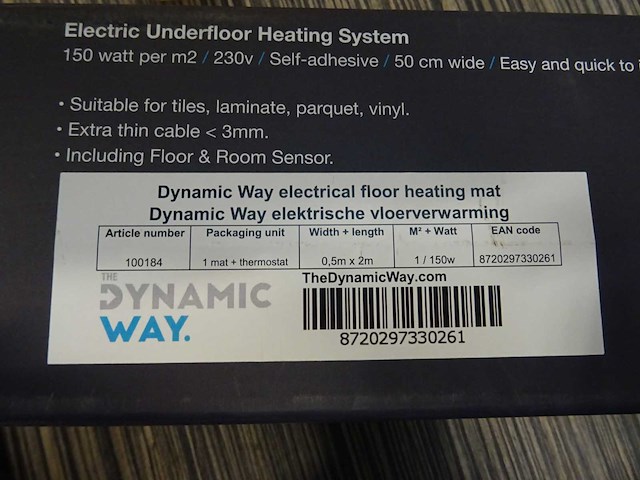 Electric Underfloor Heating System
150 watt per m2 / 230v / Self-adhesive / 50 cm wide / Easy and quick to
• Suitable for tiles, laminate, parquet, vinyl.
• Extra thin cable < 3mm.
• Including Floor & Room Sensor.
Dynamic Way electrical floor heating mat
Dynamic Way elektrische vloerverwarming
Article number Packaging unit Width + length M² + Watt EAN code
100184 1 mat + thermostat 0,5m x 2m 1 / 150w 8720297330261
THE
DYNAMIC
WAY.
TheDynamicWay.com
8720297330261